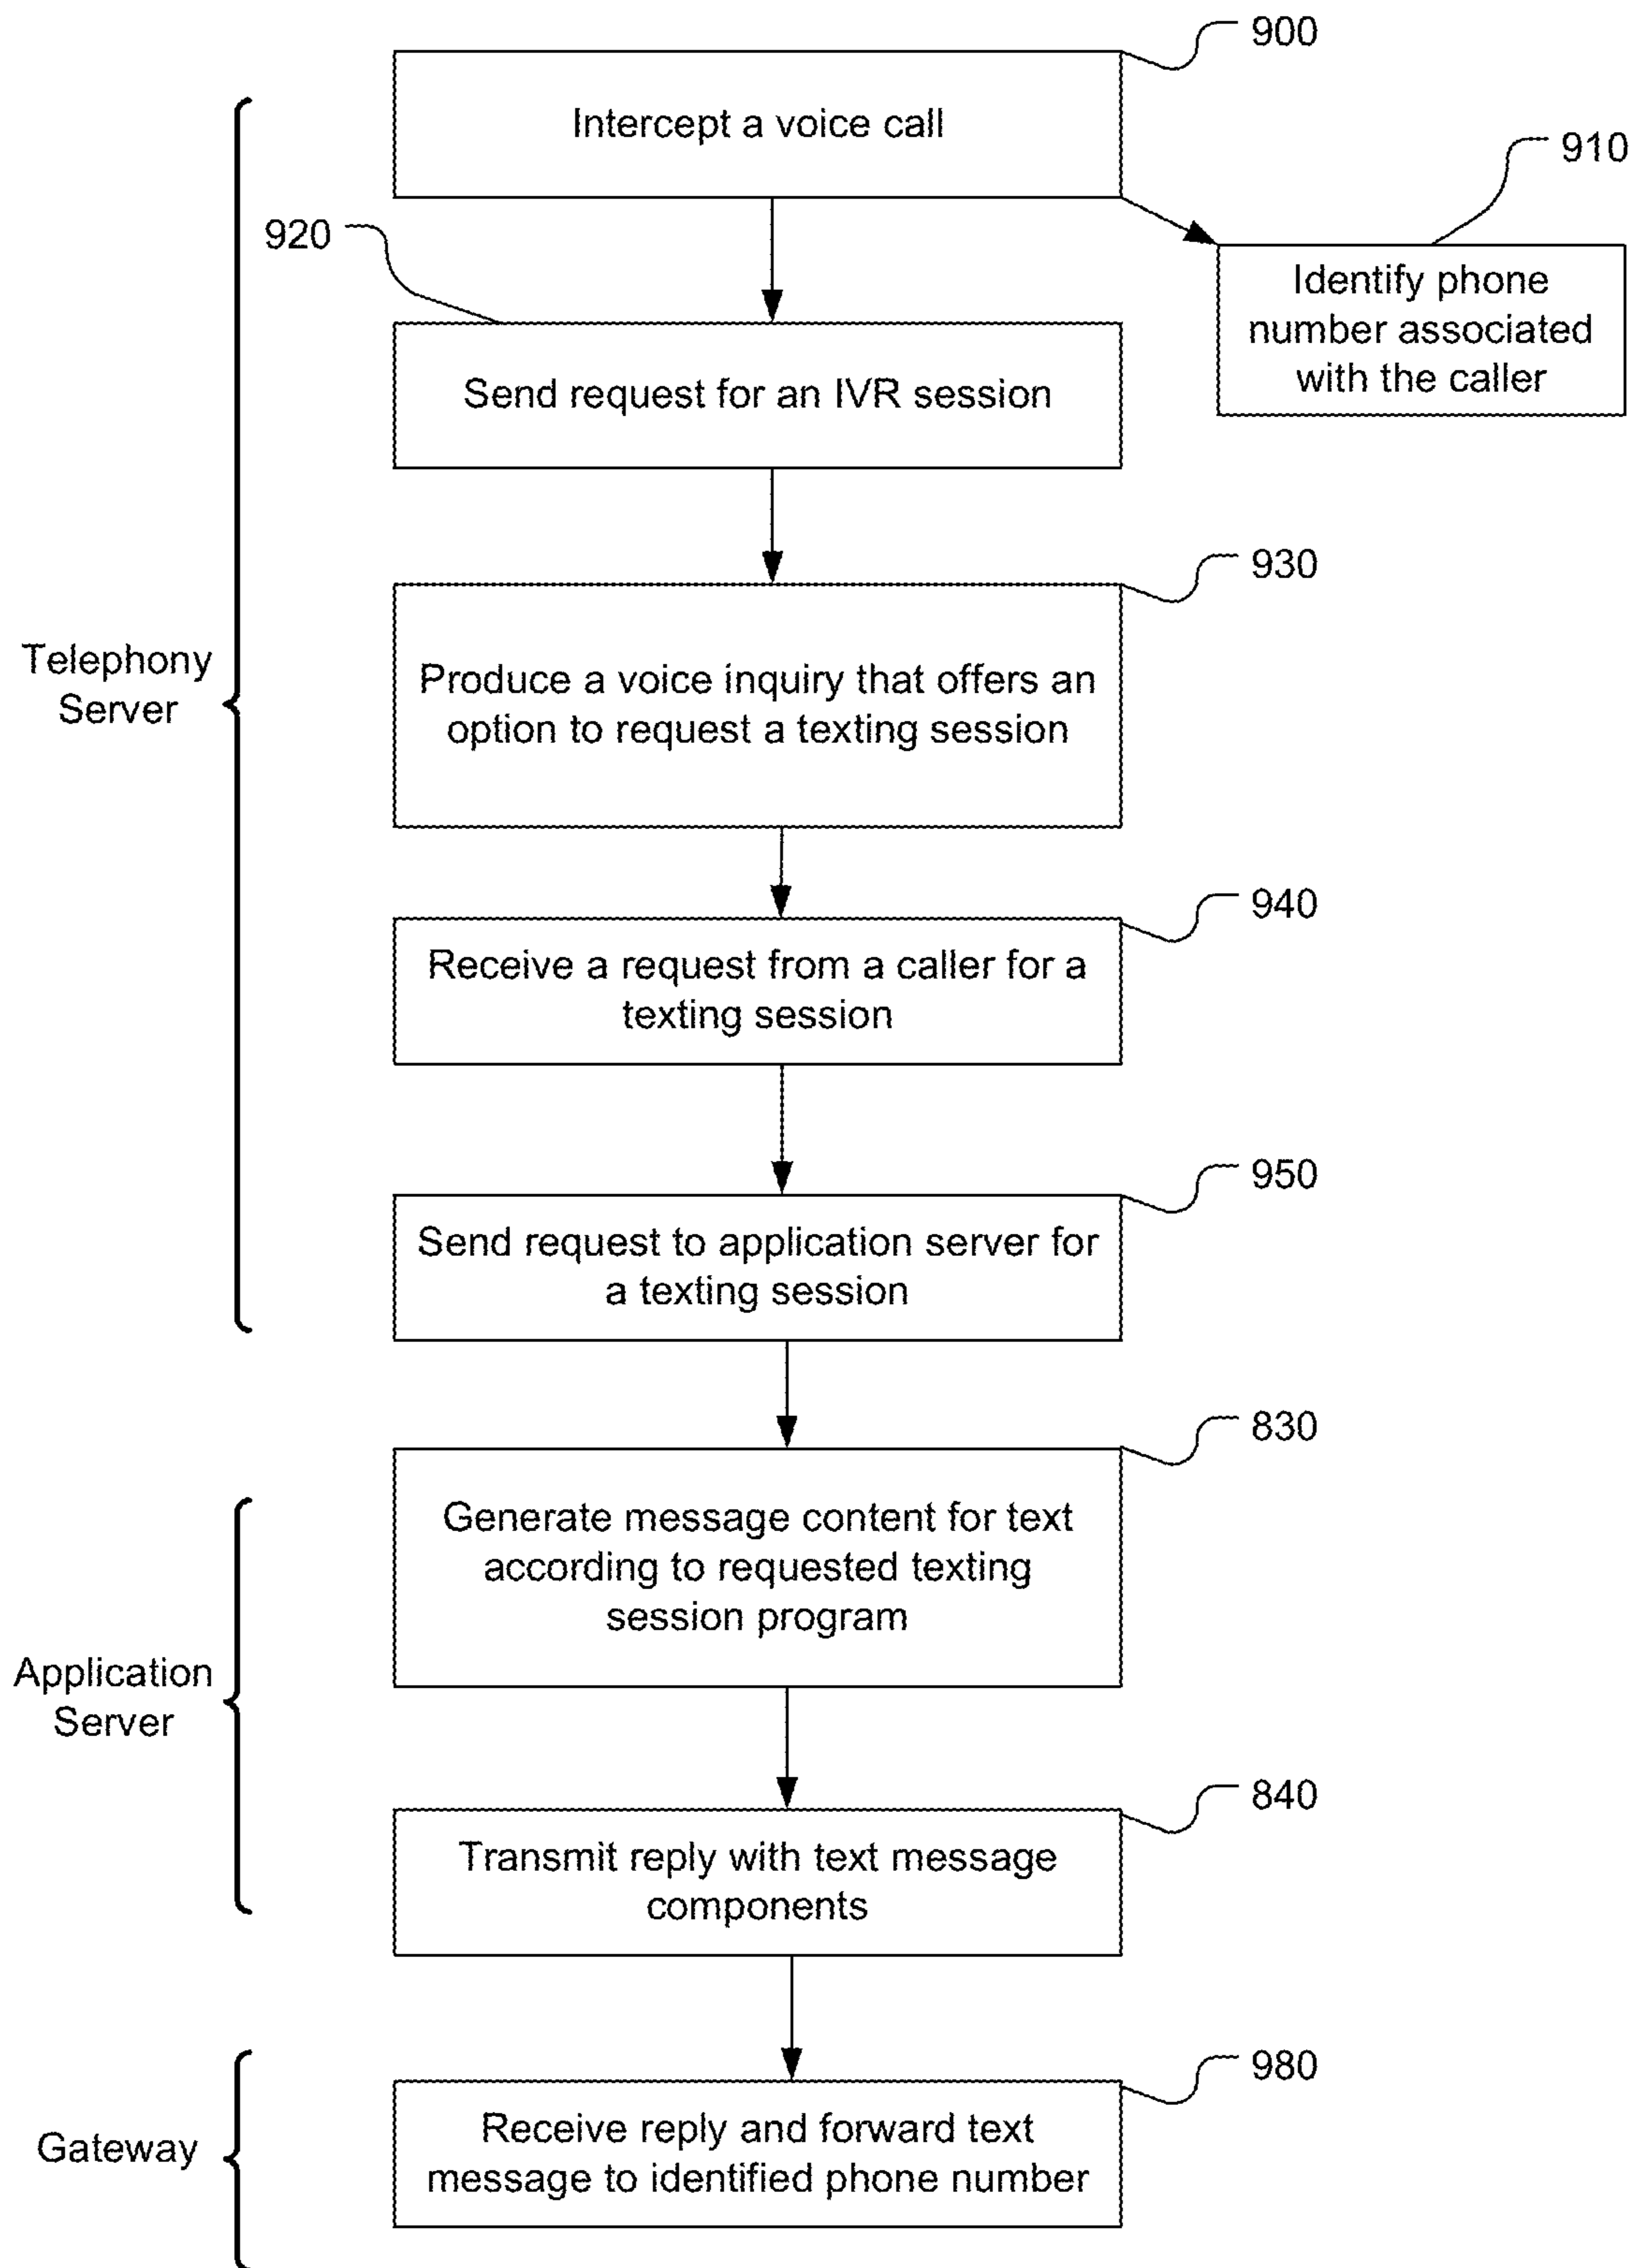 900
Intercept a voice call
910
920
Identify phone
number associated
with the caller
Send request for an IVR session
930
Telephony
Server
Produce a voice inquiry that offers an
option to request a texting session
940
Receive a request from a caller for a
texting session
950
Send request to application server for
a texting session
830
Generate message content for text
according to requested texting
session program
Application
Server
840
Transmit reply with text message
components
980
Gateway
Receive reply and forward text
message to identified phone number